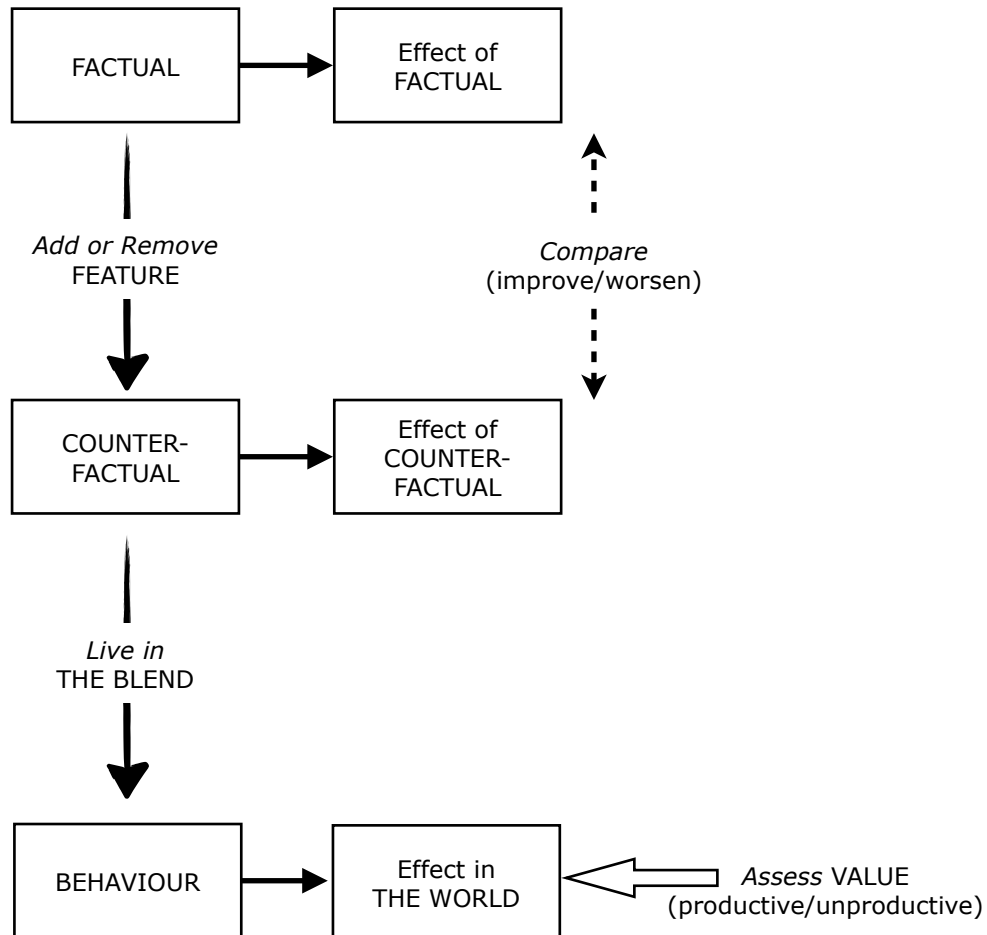 FACTUAL
Effect of
FACTUAL
Add or Remove
FEATURE
Compare
(improve/worsen)
COUNTER-
FACTUAL
Effect of
COUNTER-
FACTUAL
Live in
THE BLEND
BEHAVIOUR
Effect in
THE WORLD
Assess VALUE
(productive/unproductive)